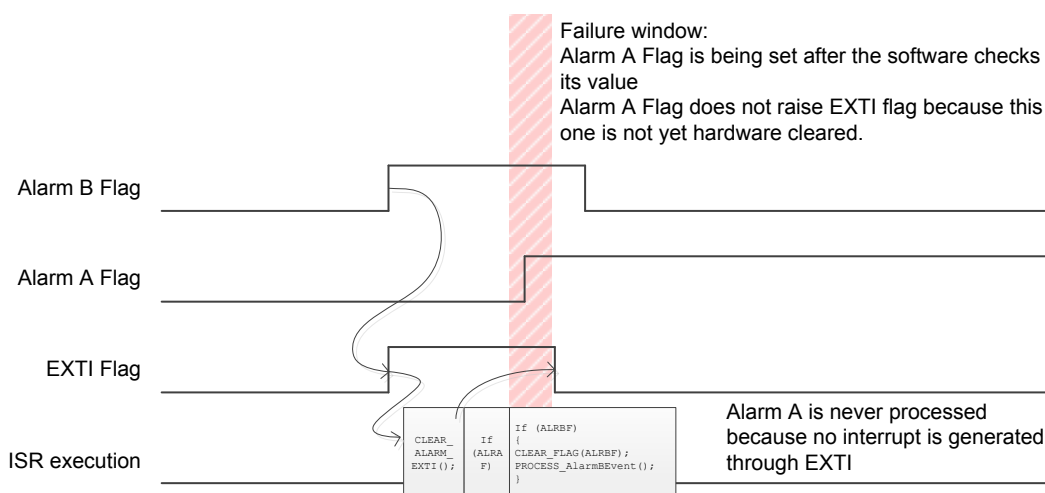 Failure window:
Alarm A Flag is being set after the software checks
its value
Alarm A Flag does not raise EXTI flag because this
one is not yet hardware cleared.
Alarm B Flag
Alarm A Flag
EXTI Flag
ISR execution
CLEAR_
ALARM_
EXTI();
If
(ALRA
F)
If (ALRBF)
{
CLEAR_FLAG(ALRBF);
PROCESS_AlarmBEvent();
}
Alarm A is never processed
because no interrupt is generated
through EXTI